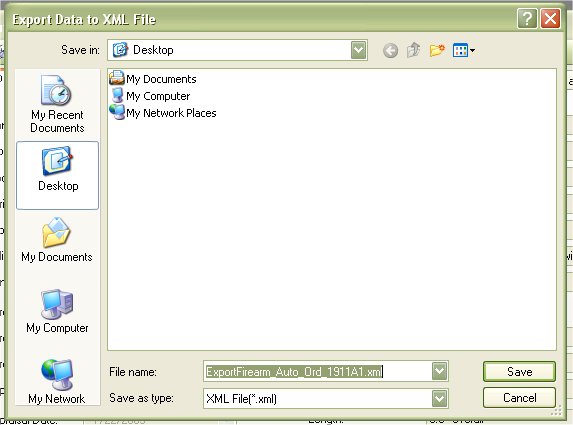 Export Data to XML File
Save in:
Desktop
My Recent
Documents
Desktop
My Documents
My Computer
My Network
My Documents
My Computer
My Network Places
File name:
ExportFirearm_Auto_Ord_1911A1.xml
Save
Save as type:
XML File(*.xml)
Cancel